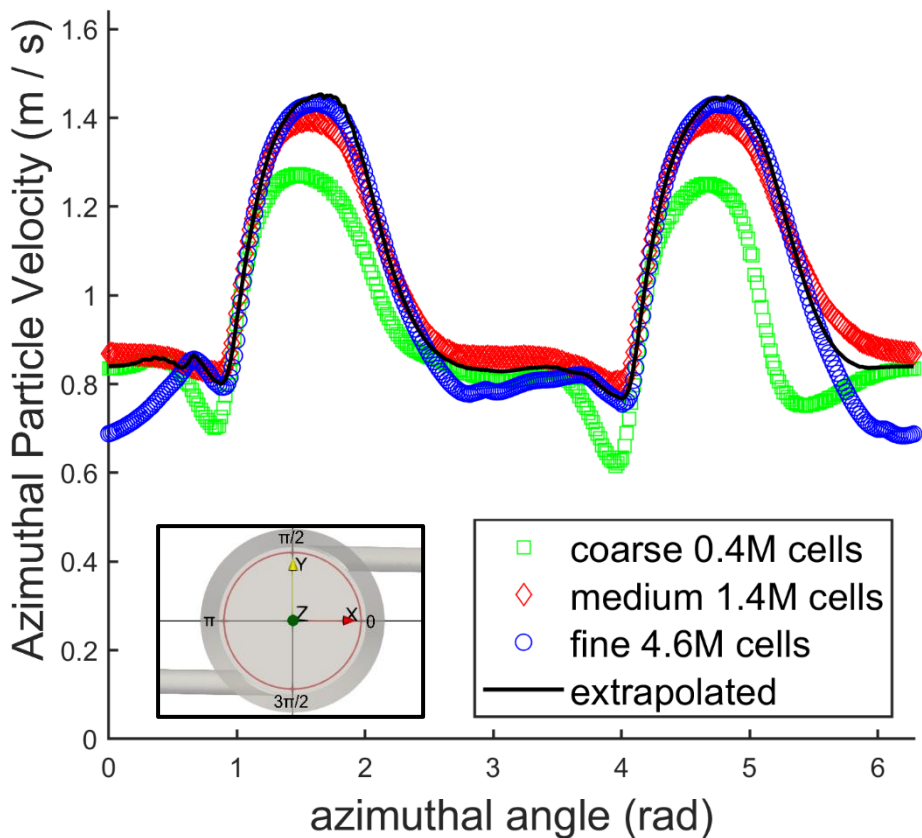 Azimuthal Particle Velocity (m / s)
1.6
1.4
1.2
1
0.8
0.6
0.4
0.2
0
π/2
Y
π
Z
X
0
3π/2
coarse 0.4M cells
medium 1.4M cells
fine 4.6M cells
extrapolated
0
1
2
3
4
5
6
azimuthal angle (rad)